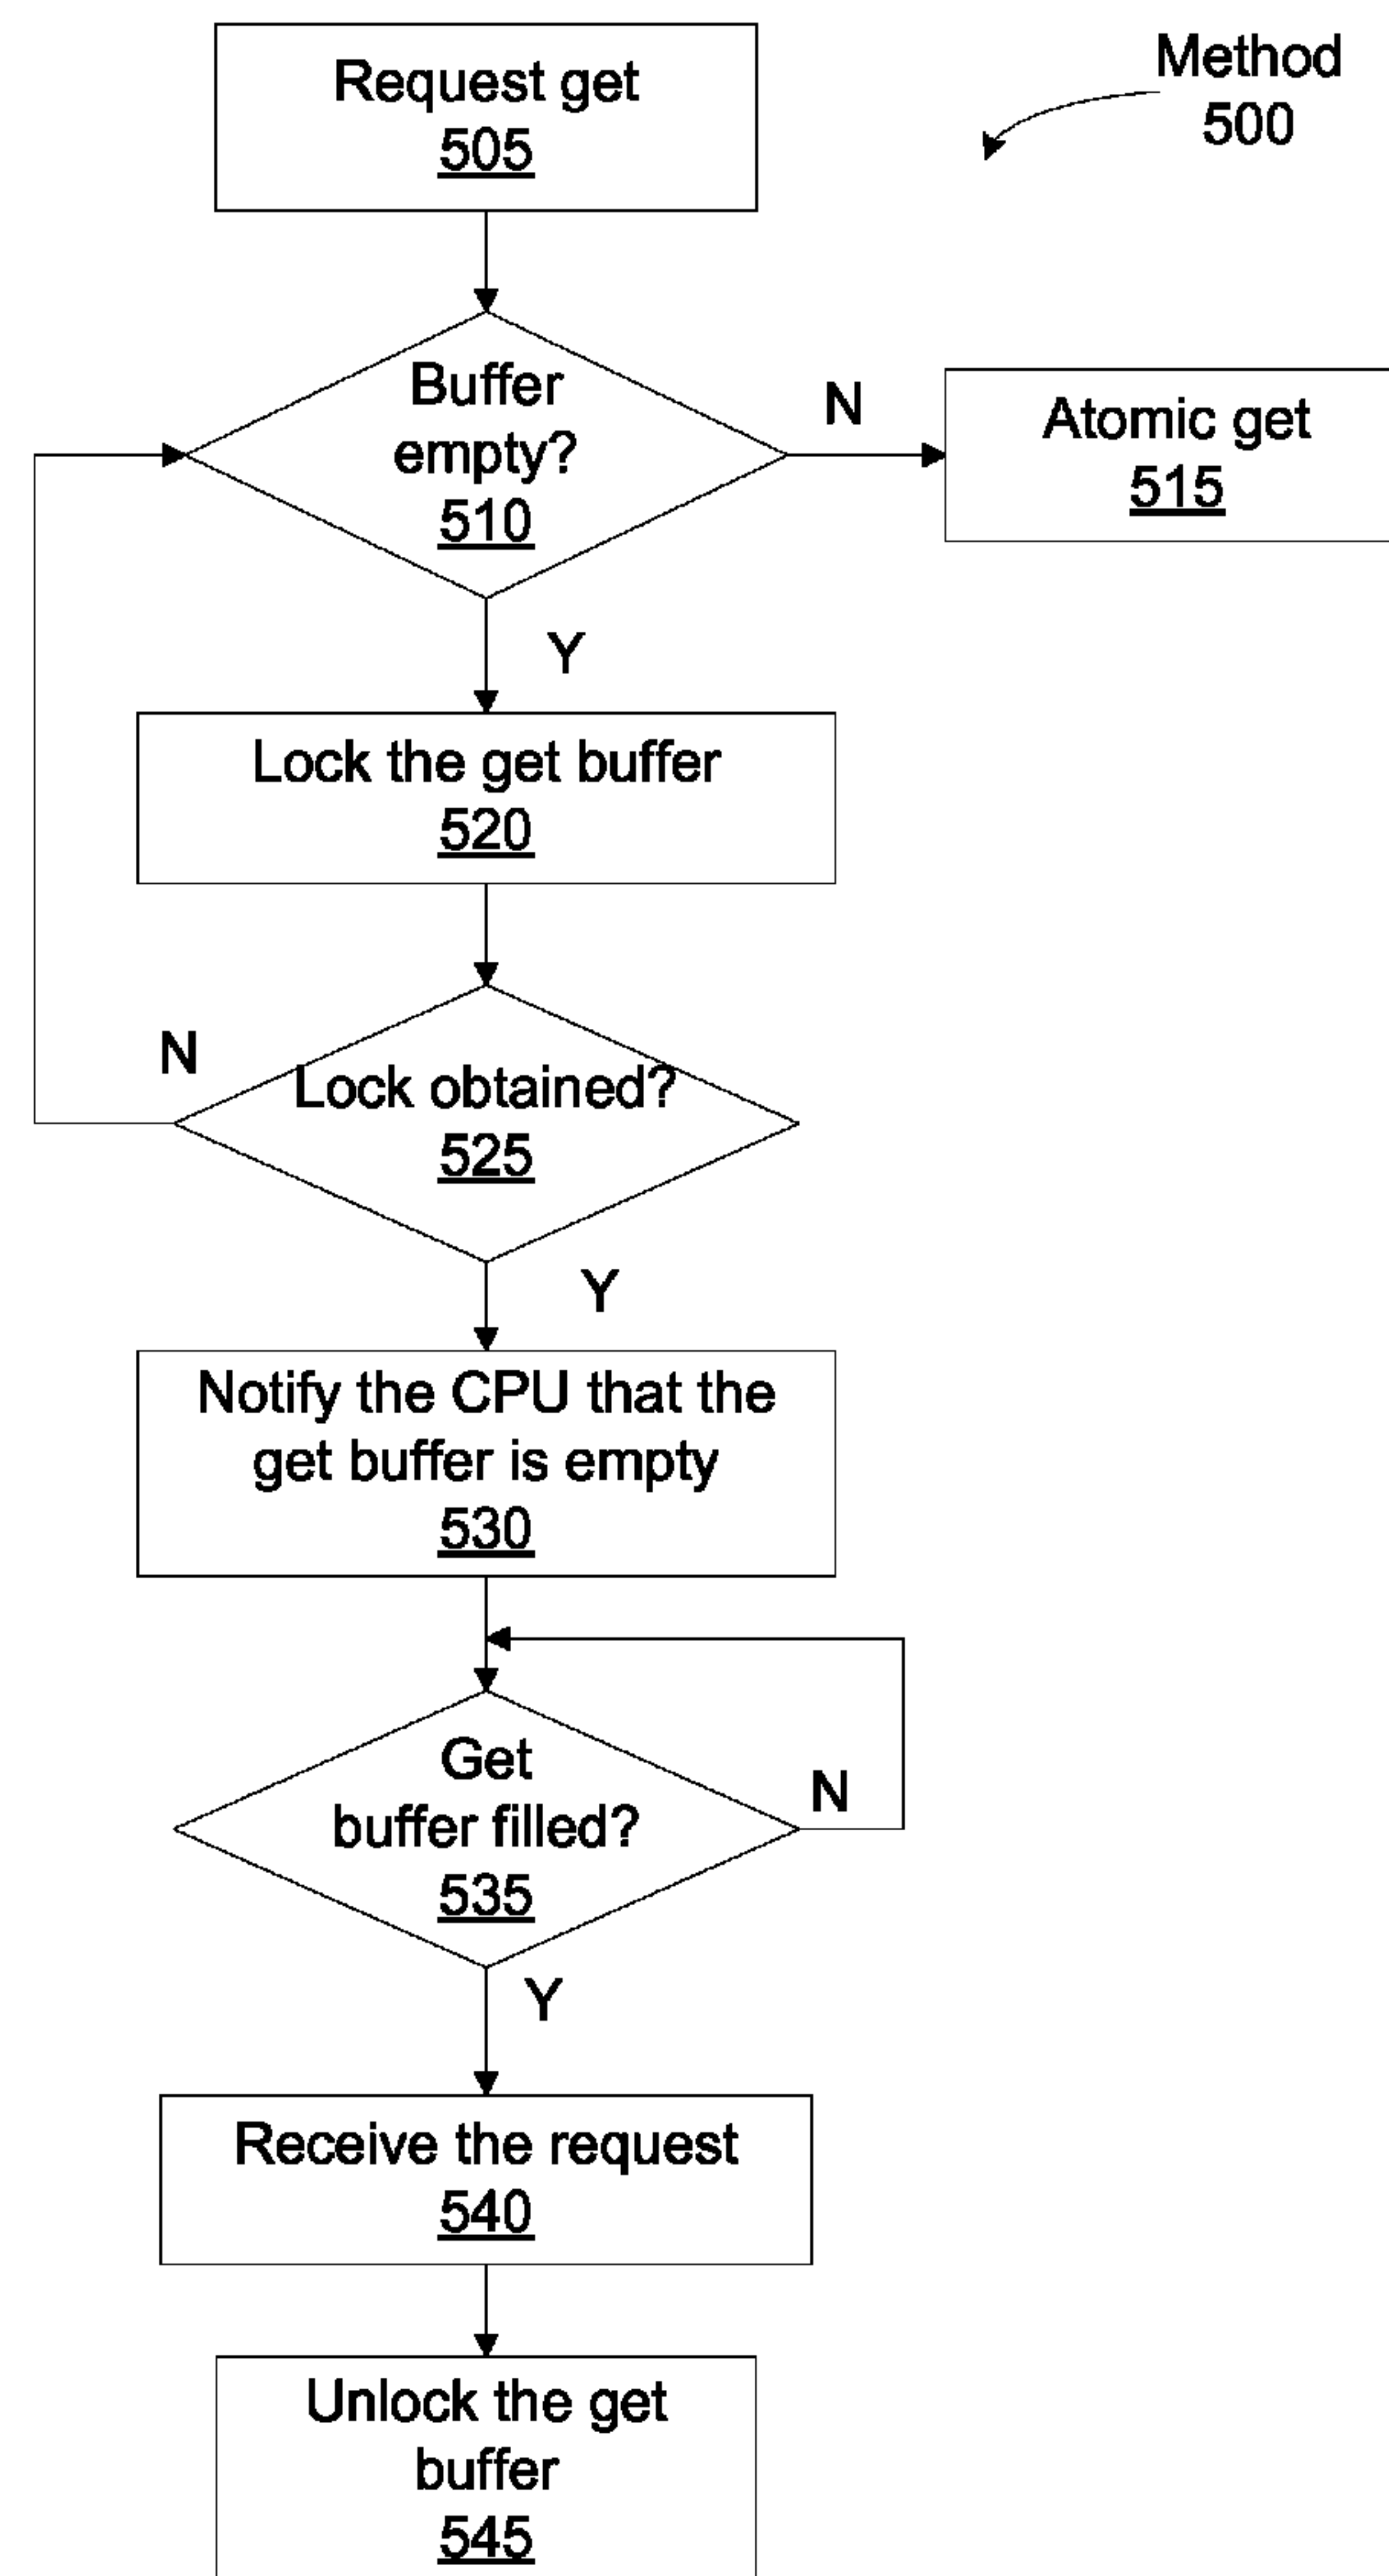 Request get
505
Method
500
Buffer
empty?
510
N
Atomic get
515
Y
Lock the get buffer
520
N
Lock obtained?
525
Y
Notify the CPU that the
get buffer is empty
530
Get
buffer filled?
535
N
Y
Receive the request
540
Unlock the get
buffer
545